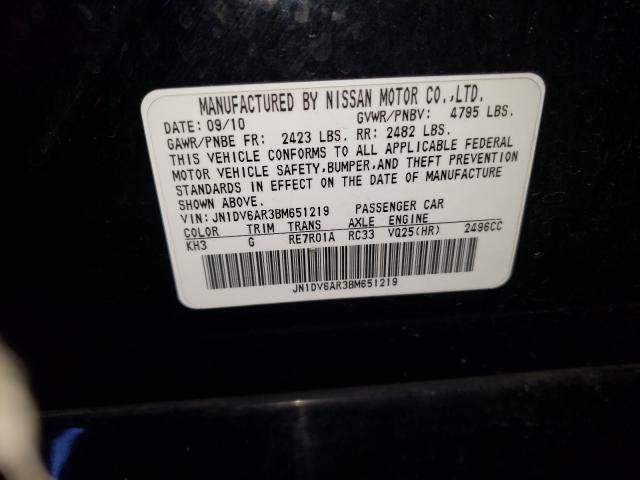 MANUFACTURED BY NISSAN MOTOR CO.,LTD.
DATE: 09/10 GVWR/PNBV: 4795 LBS.
GAWR/PNBE FR: 2423 LBS. RR: 2482 LBS.
THIS VEHICLE CONFORMS TO ALL APPLICABLE FEDERAL
MOTOR VEHICLE SAFETY,BUMPER,AND THEFT PREVENTION
STANDARDS IN EFFECT ON THE DATE OF MANUFACTURE
SHOWN ABOVE.
VIN: JN1DV6AR3BM651219 PASSENGER CAR
COLOR TRIM TRANS AXLE ENGINE
KH3 G RE7R01A RC33 VQ25(HR) 2496CC
JN1DV6AR3BM651219